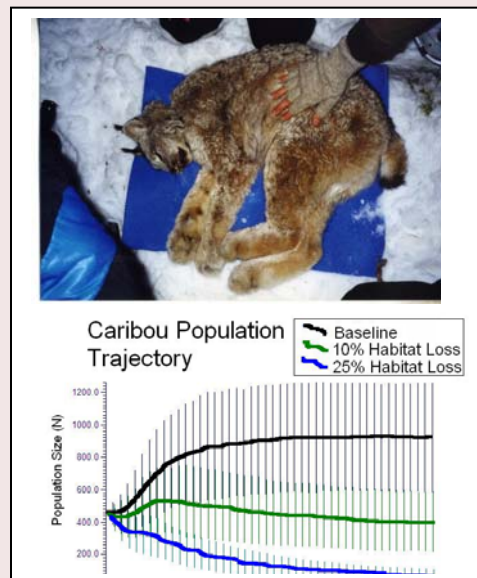 Caribou Population
Trajectory
Baseline
10% Habitat Loss
25% Habitat Loss
Population Size (N)
1200.0
1000.0
800.0
600.0
400.0
200.0